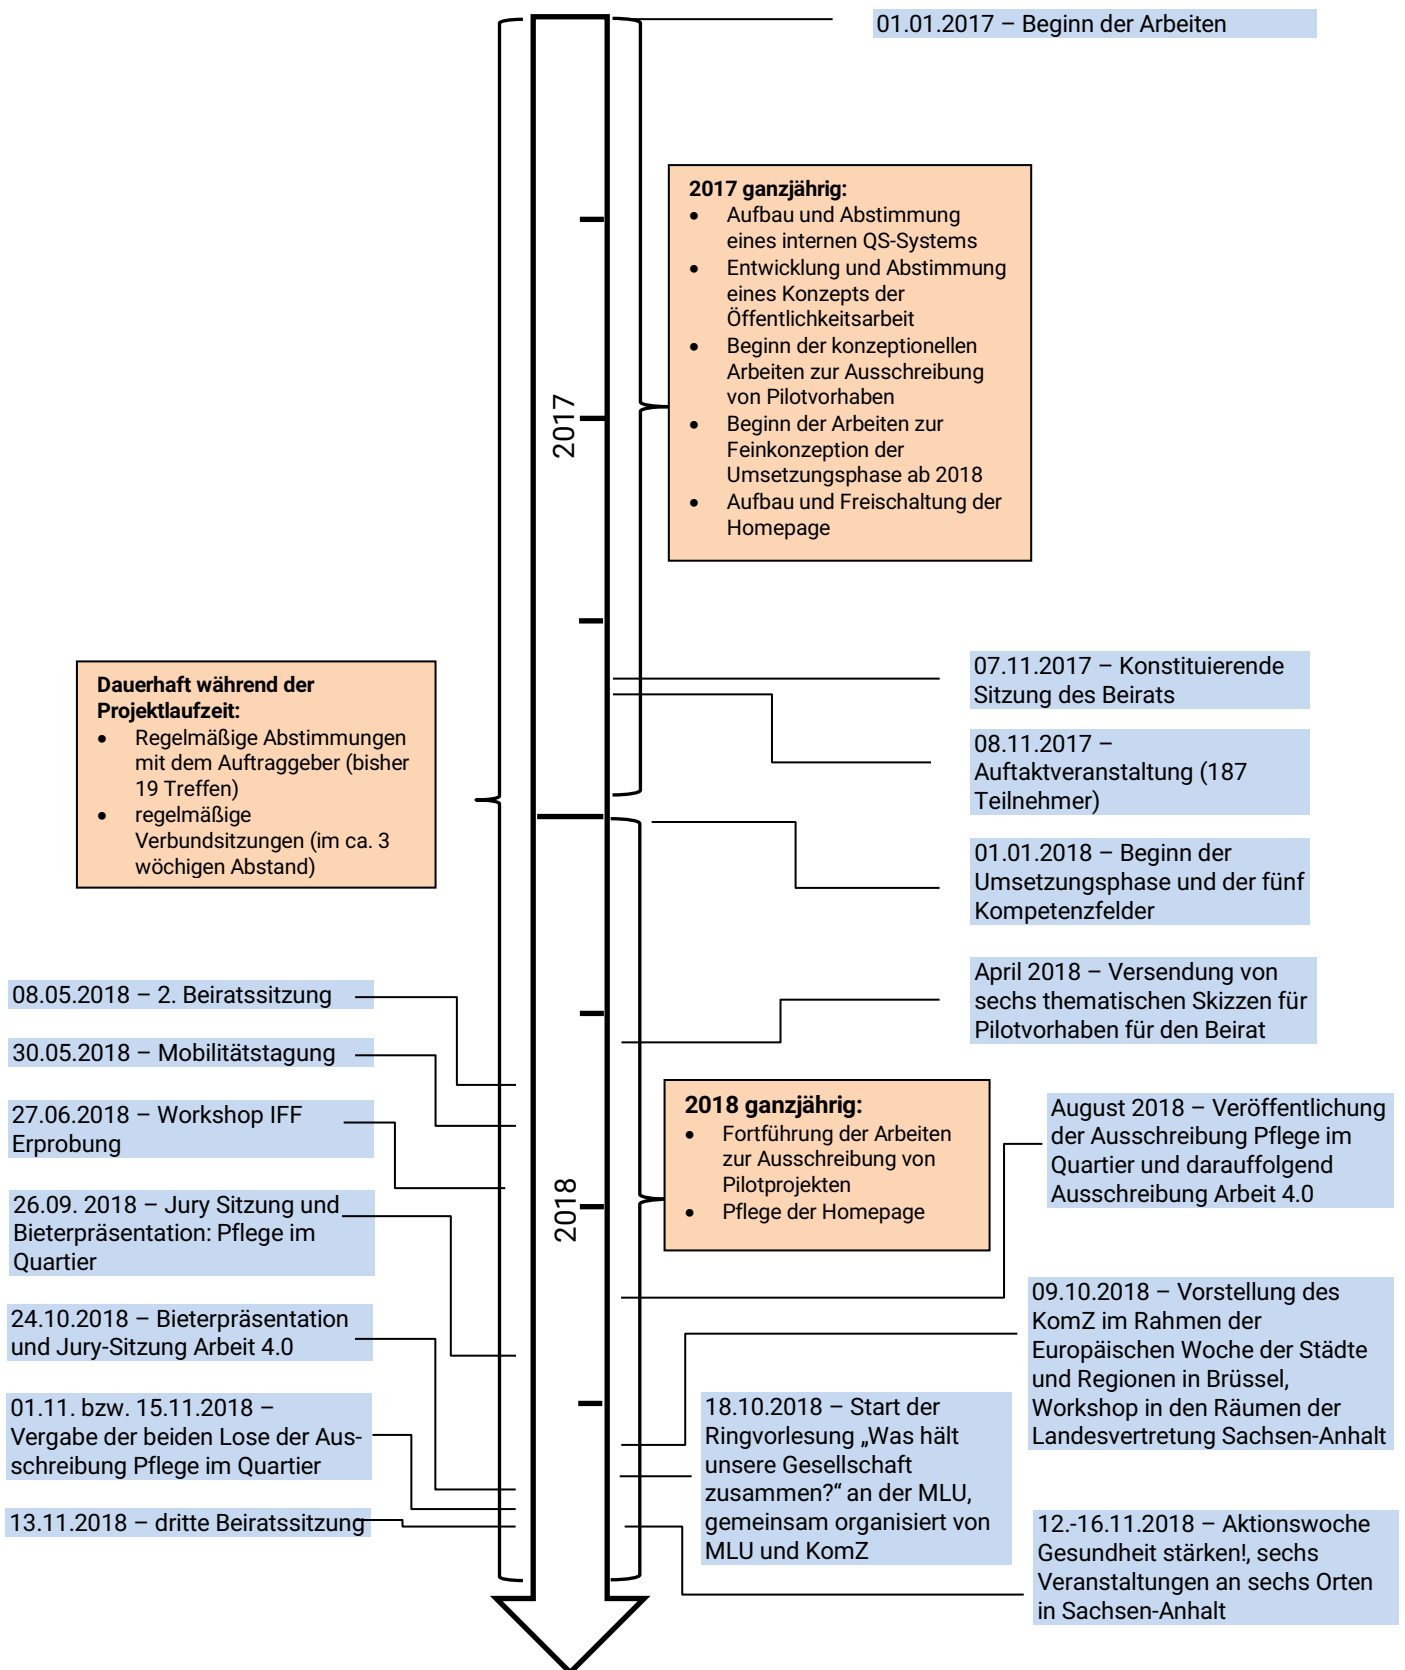 01.01.2017 – Beginn der Arbeiten
2017 ganzjährig:
• Aufbau und Abstimmung
eines internen QS-Systems
• Entwicklung und Abstimmung
eines Konzepts der
Öffentlichkeitsarbeit
• Beginn der konzeptionellen
Arbeiten zur Ausschreibung
von Pilotvorhaben
• Beginn der Arbeiten zur
Feinkonzeption der
Umsetzungsphase ab 2018
• Aufbau und Freischaltung der
Homepage
2017
07.11.2017 – Konstituierende
Sitzung des Beirats
08.11.2017 –
Auftaktveranstaltung (187
Teilnehmer)
Dauerhaft während der
Projektlaufzeit:
• Regelmäßige Abstimmungen
mit dem Auftraggeber (bisher
19 Treffen)
• regelmäßige
Verbundsitzungen (im ca. 3
wöchigen Abstand)
01.01.2018 – Beginn der
Umsetzungsphase und der fünf
Kompetenzfelder
April 2018 – Versendung von
sechs thematischen Skizzen für
Pilotvorhaben für den Beirat
08.05.2018 – 2. Beiratssitzung
30.05.2018 – Mobilitätstagung
27.06.2018 – Workshop IFF
Erprobung
26.09. 2018 – Jury Sitzung und
Bieterpräsentation: Pflege im
Quartier
24.10.2018 – Bieterpräsentation
und Jury-Sitzung Arbeit 4.0
01.11. bzw. 15.11.2018 –
Vergabe der beiden Lose der Aus-
schreibung Pflege im Quartier
13.11.2018 – dritte Beiratssitzung
2018
2018 ganzjährig:
• Fortführung der Arbeiten
zur Ausschreibung von
Pilotprojekten
• Pflege der Homepage
August 2018 – Veröffentlichung
der Ausschreibung Pflege im
Quartier und darauffolgend
Ausschreibung Arbeit 4.0
09.10.2018 – Vorstellung des
KomZ im Rahmen der
Europäischen Woche der Städte
und Regionen in Brüssel,
Workshop in den Räumen der
Landesvertretung Sachsen-Anhalt
18.10.2018 – Start der
Ringvorlesung „Was hält
unsere Gesellschaft
zusammen?“ an der MLU,
gemeinsam organisiert von
MLU und KomZ
12.-16.11.2018 – Aktionswoche
Gesundheit stärken!, sechs
Veranstaltungen an sechs Orten
in Sachsen-Anhalt